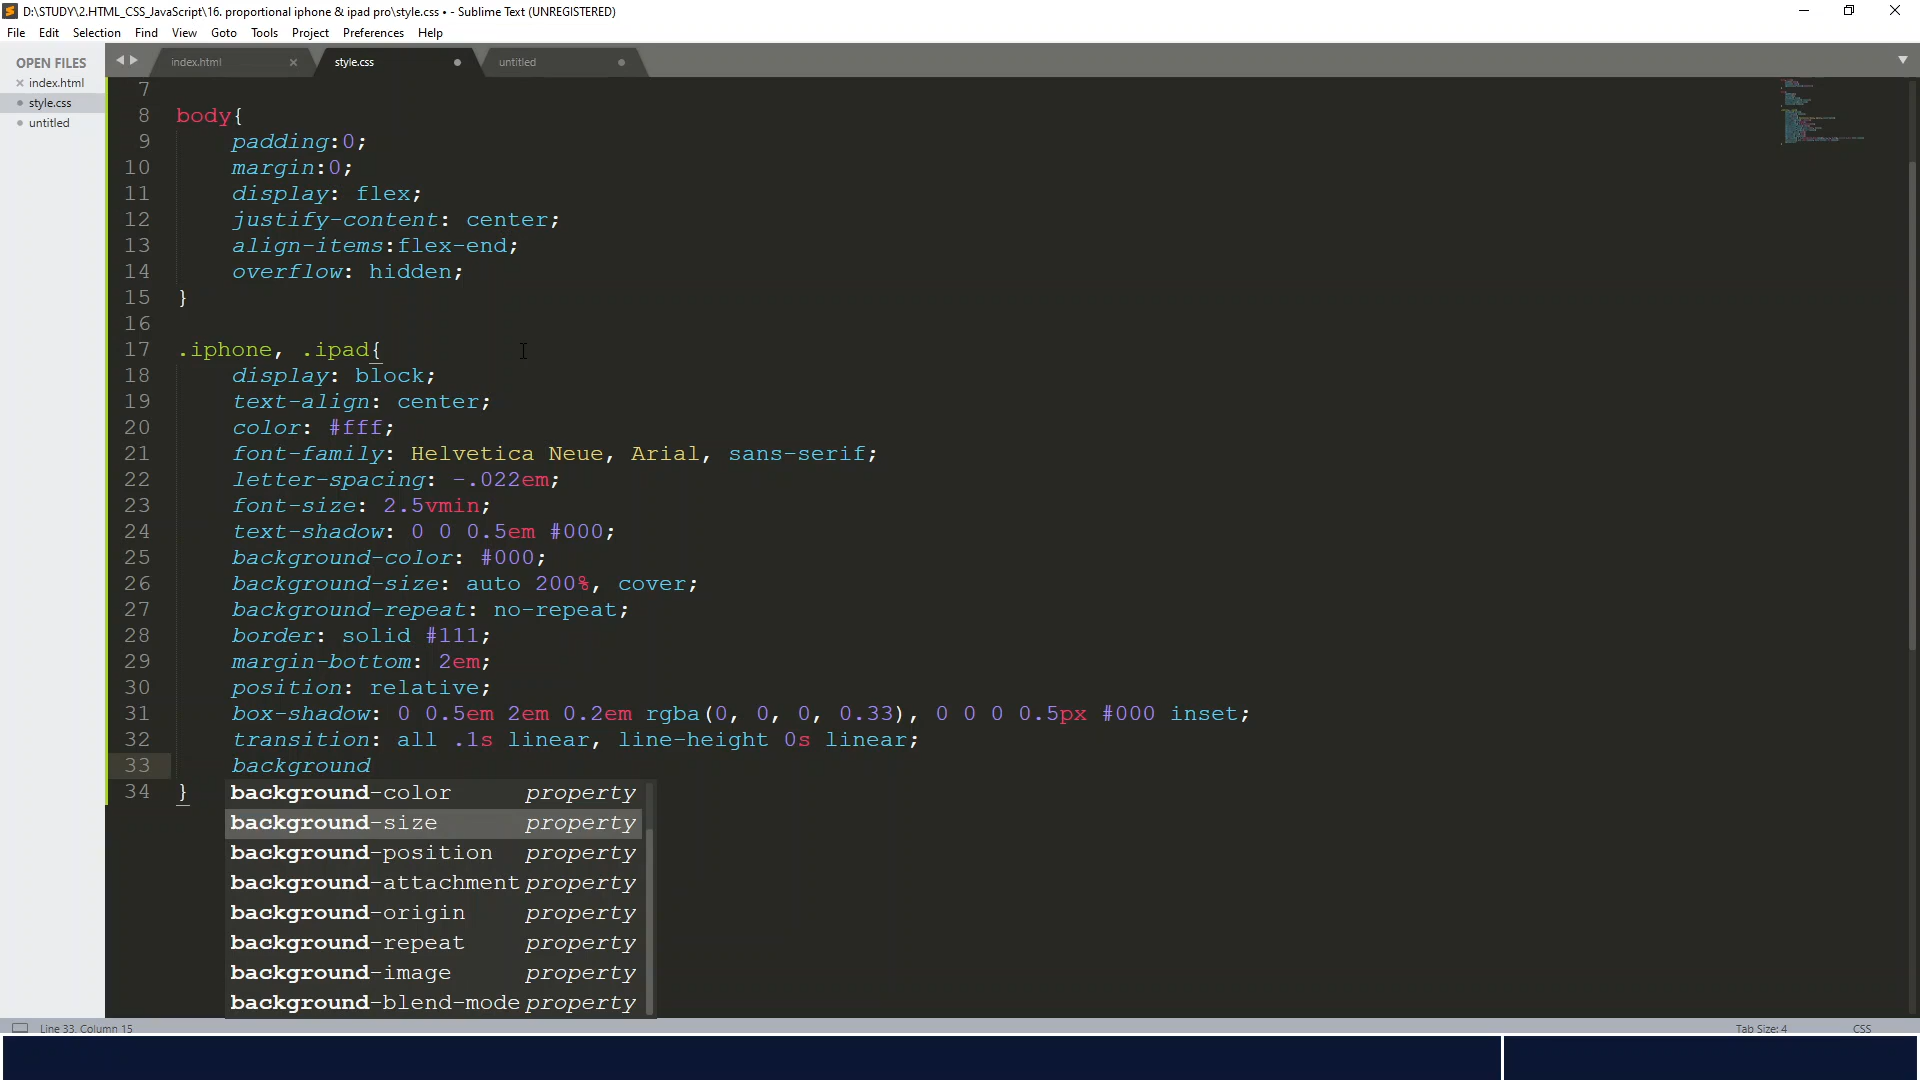 D:\STUDY\2.HTML_CSS_JavaScript\16. proportional iphone & ipad pro\style.css • - Sublime Text (UNREGISTERED)
File Edit Selection Find View Goto Tools Project Preferences Help
OPEN FILES
index.html
style.css
untitled
index.html style.css untitled
7
8 body{
9 padding:0;
10 margin:0;
11 display: flex;
12 justify-content: center;
13 align-items:flex-end;
14 overflow: hidden;
15 }
16
17 .iphone, .ipad{
18 display: block;
19 text-align: center;
20 color: #fff;
21 font-family: Helvetica Neue, Arial, sans-serif;
22 letter-spacing: -.022em;
23 font-size: 2.5vmin;
24 text-shadow: 0 0 0.5em #000;
25 background-color: #000;
26 background-size: auto 200%, cover;
27 background-repeat: no-repeat;
28 border: solid #111;
29 margin-bottom: 2em;
30 position: relative;
31 box-shadow: 0 0.5em 2em 0.2em rgba(0, 0, 0, 0.33), 0 0 0 0.5px #000 inset;
32 transition: all .1s linear, line-height 0s linear;
33 background
34 }
background-color property
background-size property
background-position property
background-attachment property
background-origin property
background-repeat property
background-image property
background-blend-mode property
Line 33, Column 15 Tab Size: 4 CSS